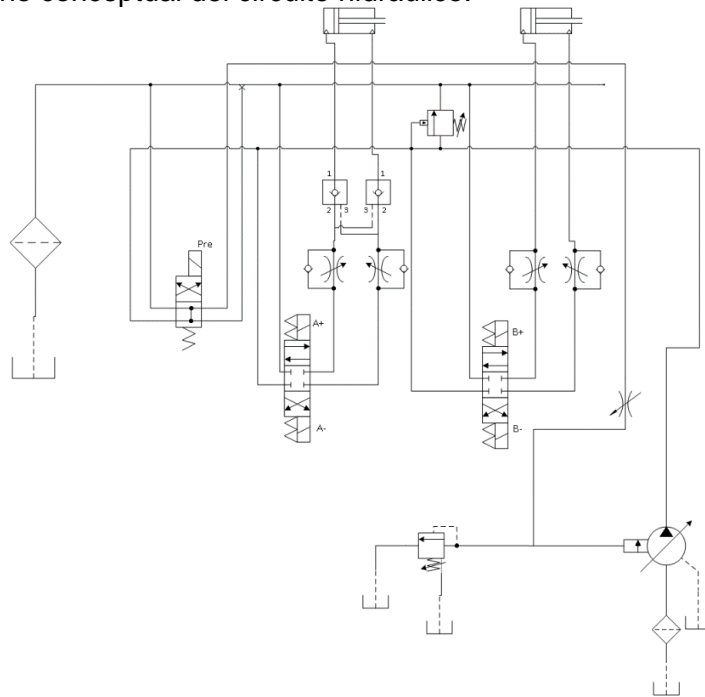 no conceptual del circuito hidráulico.
1
1
2
3
3
2
Pre
A+
B+
A-
B-